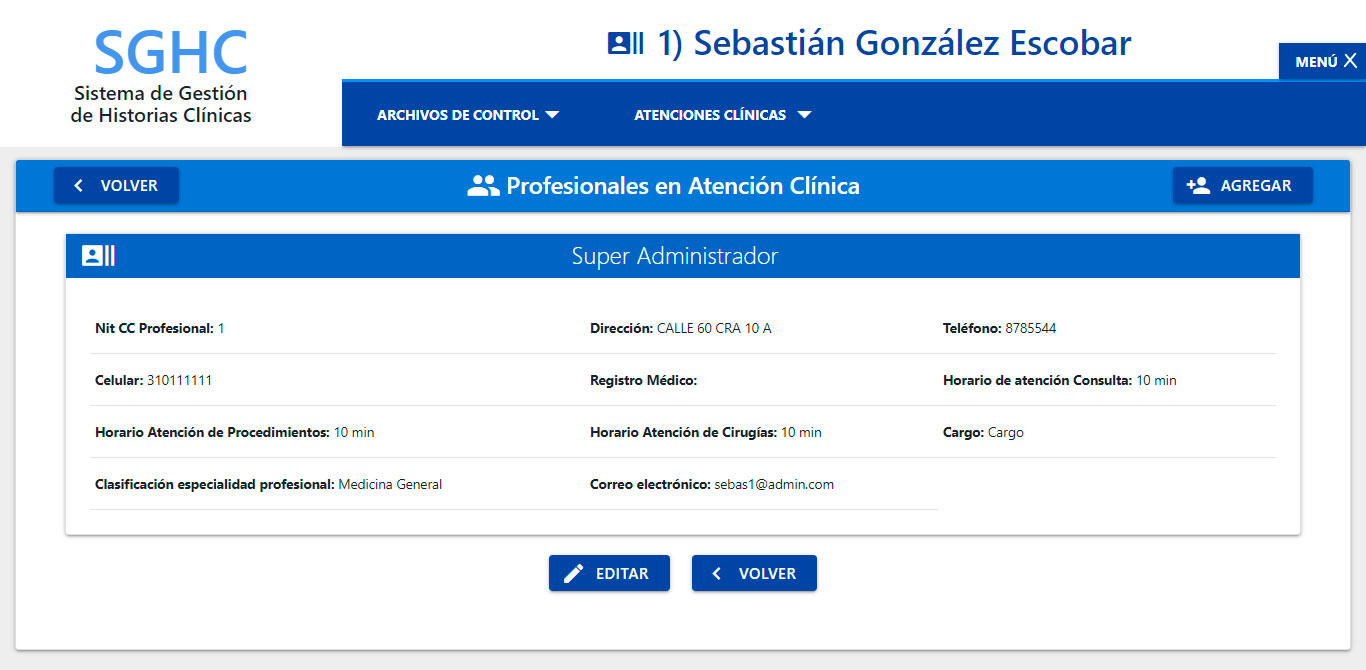 SGHC
Sistema de Gestión
de Historias Clínicas
1) Sebastián González Escobar
MENÚ X
ARCHIVOS DE CONTROL
ATENCIONES CLÍNICAS
VOLVER
Profesionales en Atención Clínica
AGREGAR
Super Administrador
Nit CC Profesional: 1
Dirección: CALLE 60 CRA 10 A
Teléfono: 8785544
Celular: 310111111
Registro Médico:
Horario de atención Consulta: 10 min
Horario Atención de Procedimientos: 10 min
Horario Atención de Cirugías: 10 min
Cargo: Cargo
Clasificación especialidad profesional: Medicina General
Correo electrónico: sebas1@admin.com
EDITAR
VOLVER